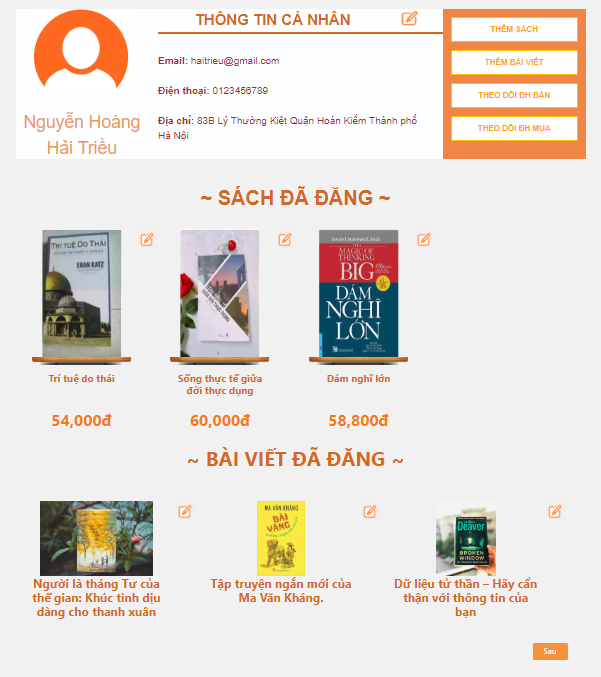 THÔNG TIN CÁ NHÂN
Email: haitrieu@gmail.com
Điện thoại: 0123456789
Địa chỉ: 83B Lý Thường Kiệt Quận Hoàn Kiếm Thành phố
Hà Nội
Nguyễn Hoàng
Hải Triều
THÊM SÁCH
THÊM BÀI VIẾT
THEO DÕI ĐH BÁN
THEO DÕI ĐH MUA
~ SÁCH ĐÃ ĐĂNG ~
TRÍ TUỆ DO THÁI
ERAN KATZ
MAGIC OF
THINKING
BIG
DÁM
NGHĨ
LỚN
Trí tuệ do thái
Sống thực tế giữa
đời thực dụng
Dám nghĩ lớn
54,000đ
60,000đ
58,800đ
~ BÀI VIẾT ĐÃ ĐĂNG ~
MA VĂN KHÁNG
BÃI
VÀNG
Deaver
BROKEN
WINDOW
Người là tháng Tư của
thế gian: Khúc tình dịu
dàng cho thanh xuân
Tập truyện ngắn mới của
Ma Văn Kháng.
Dữ liệu tử thần – Hãy cẩn
thận với thông tin của
bạn
Sau